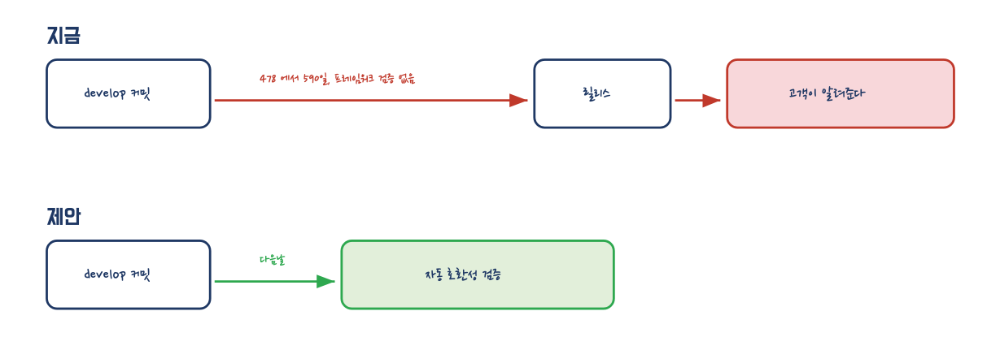 지금
develop 커밋
478 에서 590일, 프레임워크 검증 없음
릴리스
고객이 알려준다
제안
develop 커밋
다음날
자동 호환성 검증